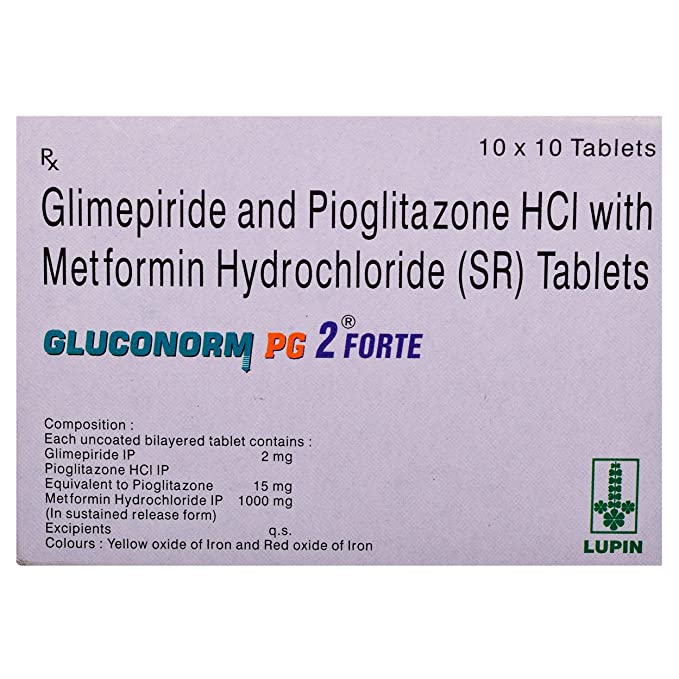 Rx
10 x 10 Tablets
Glimepiride and Pioglitazone HCl with
Metformin Hydrochloride (SR) Tablets
GLUCONORM PG 2® FORTE
Composition :
Each uncoated bilayered tablet contains :
Glimepiride IP 2 mg
Pioglitazone HCl IP
Equivalent to Pioglitazone 15 mg
Metformin Hydrochloride IP 1000 mg
(In sustained release form)
Excipients q.s.
Colours : Yellow oxide of Iron and Red oxide of Iron
LUPIN